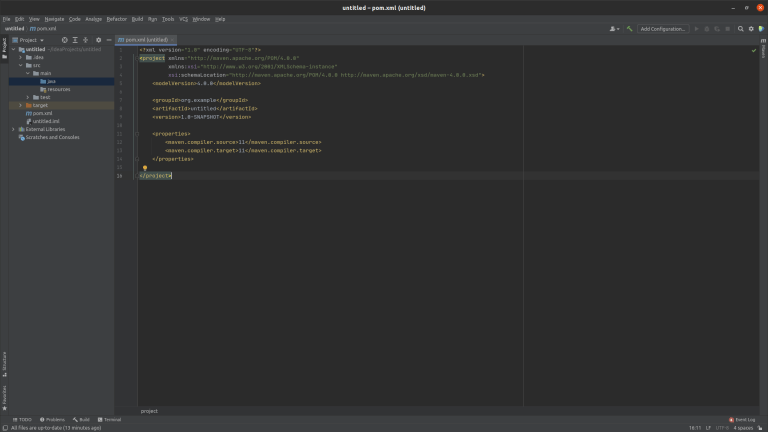 untitled – pom.xml (untitled)
File Edit View Navigate Code Analyze Refactor Build Run Tools VCS Window Help
untitled pom.xml
Add Configuration...
Project
pom.xml (untitled)
untitled ~/IdeaProjects/untitled
.idea
src
main
java
resources
test
target
pom.xml
untitled.iml
External Libraries
Scratches and Consoles
<?xml version="1.0" encoding="UTF-8"?>
<project xmlns="http://maven.apache.org/POM/4.0.0"
xmlns:xsi="http://www.w3.org/2001/XMLSchema-instance"
xsi:schemaLocation="http://maven.apache.org/POM/4.0.0 http://maven.apache.org/xsd/maven-4.0.0.xsd">
<modelVersion>4.0.0</modelVersion>
<groupId>org.example</groupId>
<artifactId>untitled</artifactId>
<version>1.0-SNAPSHOT</version>
<properties>
<maven.compiler.source>11</maven.compiler.source>
<maven.compiler.target>11</maven.compiler.target>
</properties>
</project>
project
Project
Structure
Favorites
Maven
TODO Problems Build Terminal
Event Log
All files are up-to-date (13 minutes ago)
16:11 LF UTF-8 4 spaces